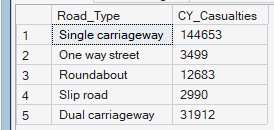 Road_Type CY_Casualties
1 Single carriageway 144653
2 One way street 3499
3 Roundabout 12683
4 Slip road 2990
5 Dual carriageway 31912